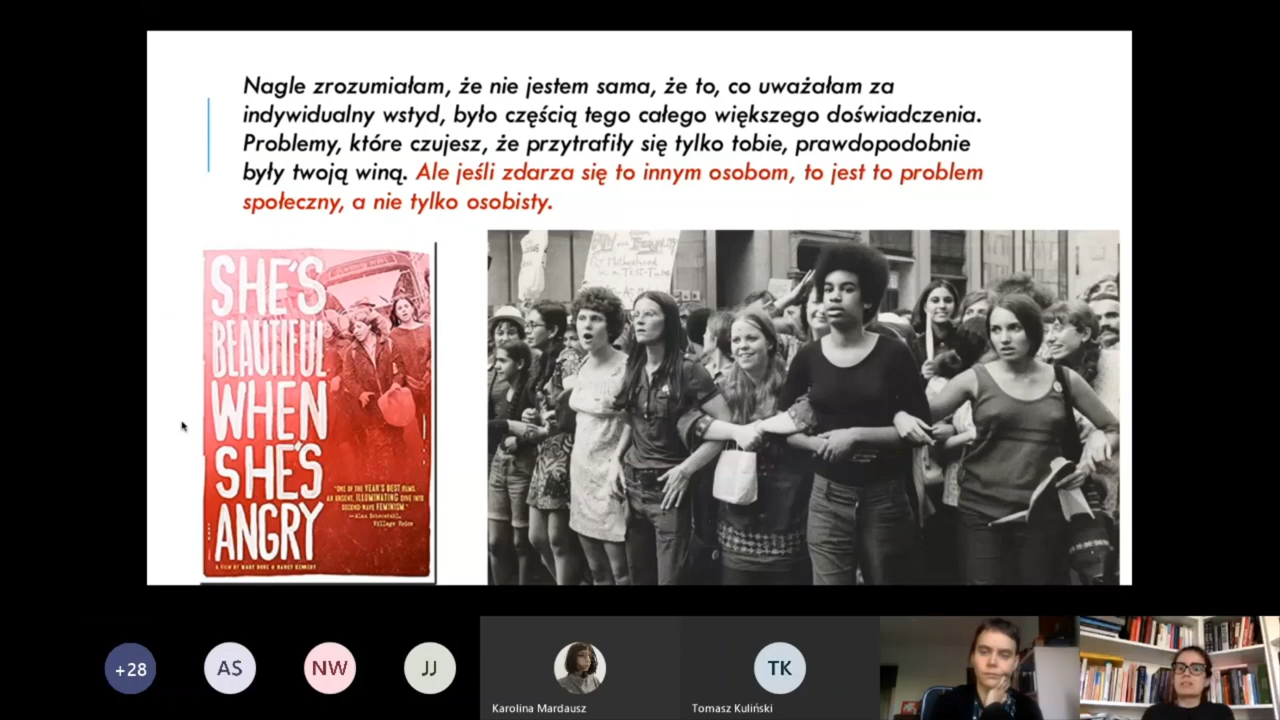 Nagle zrozumiałam, że nie jestem sama, że to, co uważałam za
indywidualny wstyd, było częścią tego całego większego doświadczenia.
Problemy, które czujesz, że przytrafiły się tylko tobie, prawdopodobnie
były twoją winą. Ale jeśli zdarza się to innym osobom, to jest to problem
społeczny, a nie tylko osobisty.
SHE'S
BEAUTIFUL
WHEN
SHE'S
ANGRY
"ONE OF THE YEAR'S BEST FILMS.
AN URGENT, ILLUMINATING DIVE INTO
SECOND-WAVE FEMINISM."
Village Voice
A FILM BY MARY DORE & NANCY KENNEDY
+28
AS
NW
JJ
Karolina Mardausz
TK
Tomasz Kuliński